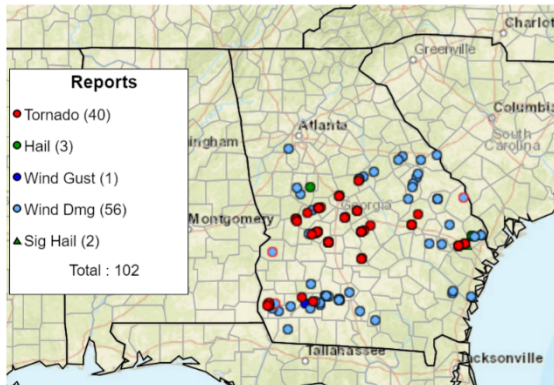 Charlot
Greenville
Reports
Tornado (40)
Columbia
Atlanta
South
Carolina
Hail (3)
ingham
Wind Gust (1)
Wind Dmg (56)
Georgia
Montgomery
Sig Hail (2)
Total : 102
Tallahassee
Jacksonville